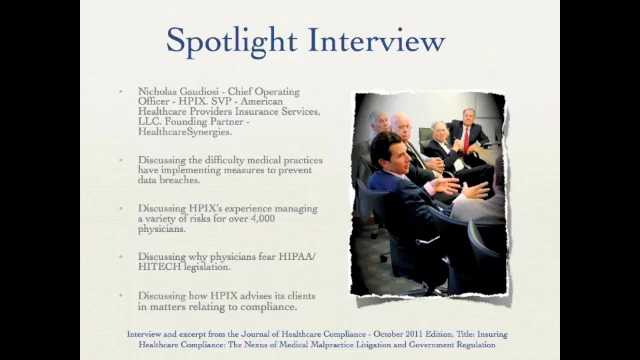 Spotlight Interview
• Nicholas Gaudiosi - Chief Operating
Officer - HPIX. SVP - American
Healthcare Providers Insurance Services,
LLC. Founding Partner -
HealthcareSynergies.
• Discussing the difficulty medical practices
have implementing measures to prevent
data breaches.
• Discussing HPIX's experience managing
a variety of risks for over 4,000
physicians.
• Discussing why physicians fear HIPAA/
HITECH legislation.
• Discussing how HPIX advises its clients
in matters relating to compliance.
Interview and excerpt from the Journal of Healthcare Compliance - October 2011 Edition. Title: Insuring
Healthcare Compliance: The Nexus of Medical Malpractice Litigation and Government Regulation